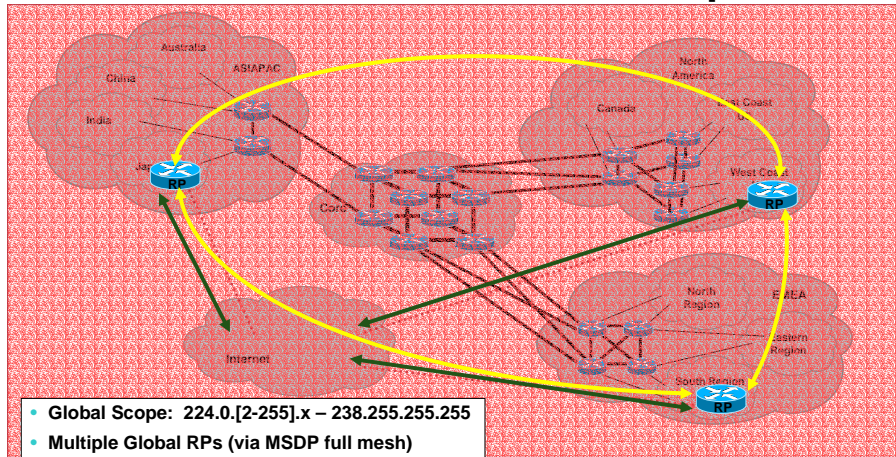 Australia
ASIAPAC
China
India
RP
Core
North
America
Canada
East Coast
West Coast
RP
North
Region
EMEA
Eastern
Region
South Region
RP
Internet
• Global Scope: 224.0.[2-255].x – 238.255.255.255
• Multiple Global RPs (via MSDP full mesh)